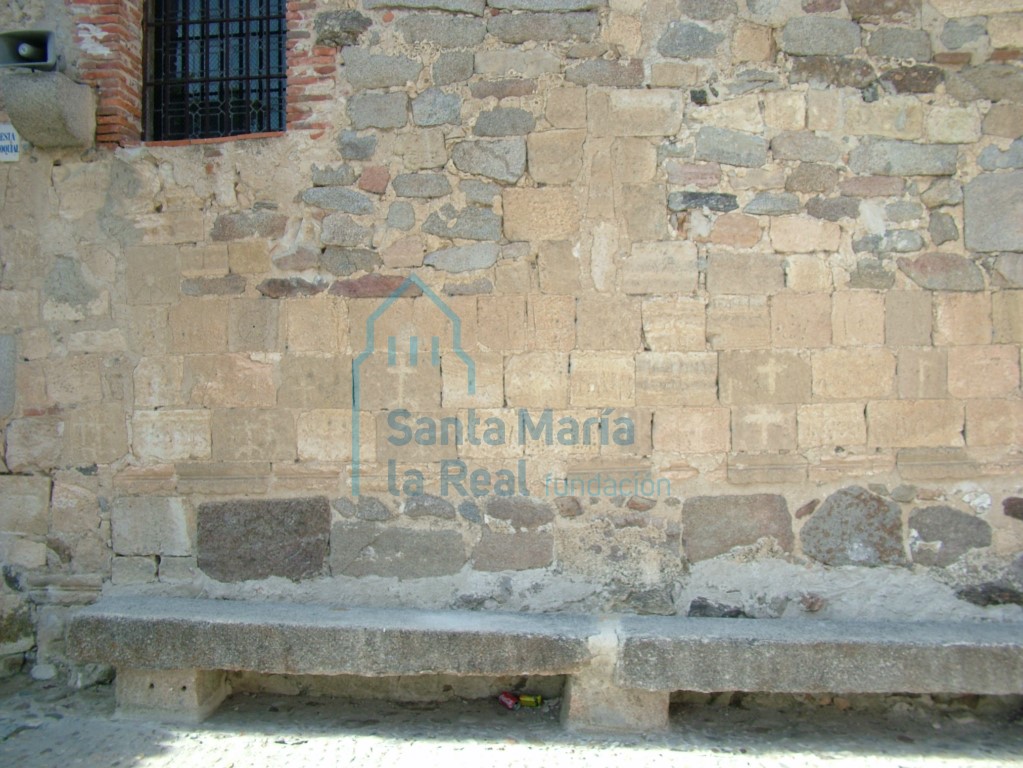 Santa María
la Real fundación